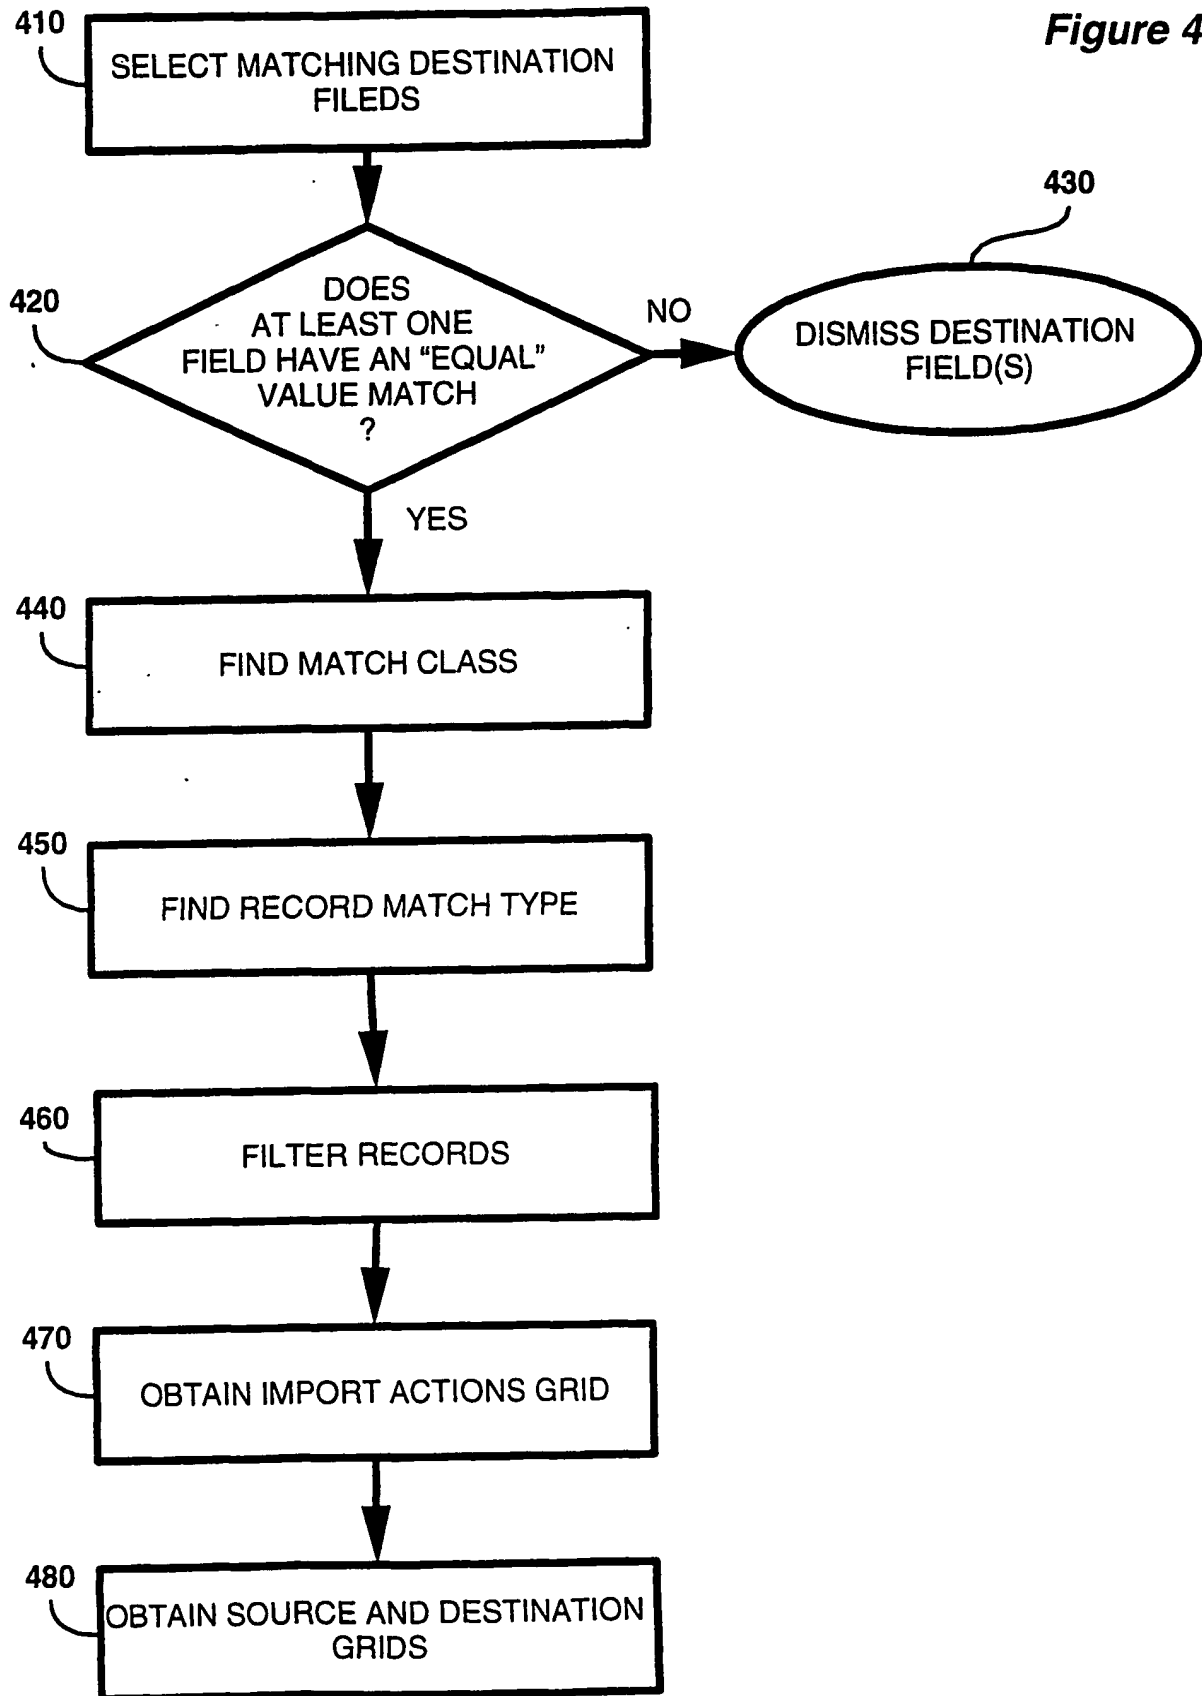 Figure 4
410
SELECT MATCHING DESTINATION
FILEDS
420
DOES
AT LEAST ONE
FIELD HAVE AN "EQUAL"
VALUE MATCH
?
NO
430
DISMISS DESTINATION
FIELD(S)
YES
440
FIND MATCH CLASS
450
FIND RECORD MATCH TYPE
460
FILTER RECORDS
470
OBTAIN IMPORT ACTIONS GRID
480
OBTAIN SOURCE AND DESTINATION
GRIDS